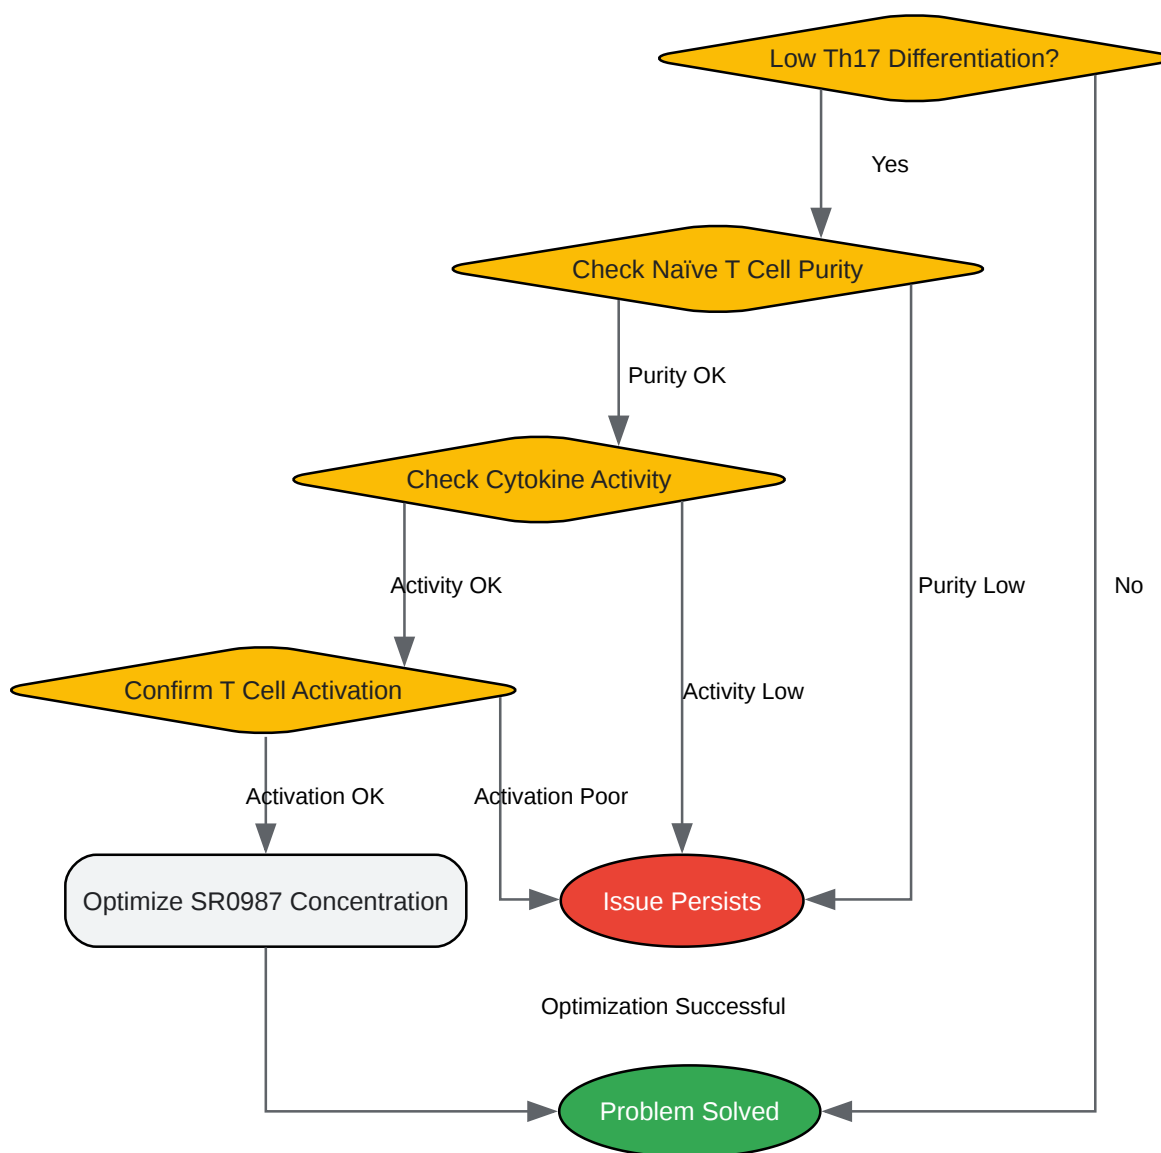 Low Th17 Differentiation?
Yes
Check Naïve T Cell Purity
Purity OK
Check Cytokine Activity
Activity OK
Purity Low
No
Confirm T Cell Activation
Activity Low
Activation OK
Activation Poor
Optimize SR0987 Concentration
Issue Persists
Optimization Successful
Problem Solved